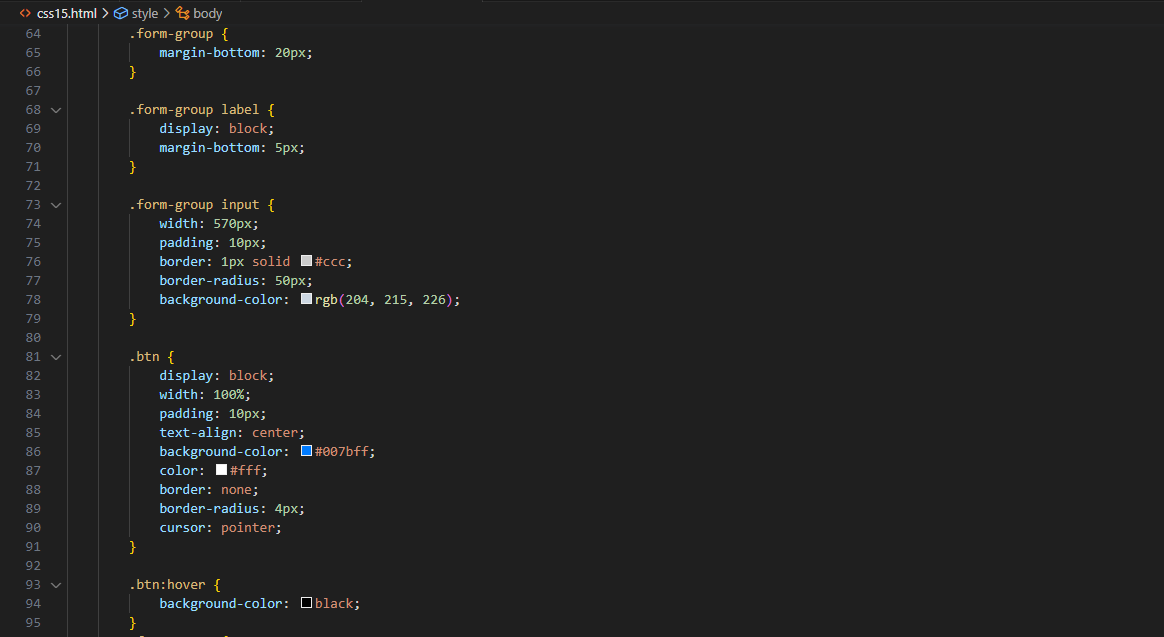 css15.html > style > body
64 .form-group {
65 margin-bottom: 20px;
66 }
67
68 .form-group label {
69 display: block;
70 margin-bottom: 5px;
71 }
72
73 .form-group input {
74 width: 570px;
75 padding: 10px;
76 border: 1px solid #ccc;
77 border-radius: 50px;
78 background-color: rgb(204, 215, 226);
79 }
80
81 .btn {
82 display: block;
83 width: 100%;
84 padding: 10px;
85 text-align: center;
86 background-color: #007bff;
87 color: #fff;
88 border: none;
89 border-radius: 4px;
90 cursor: pointer;
91 }
92
93 .btn:hover {
94 background-color: black;
95 }